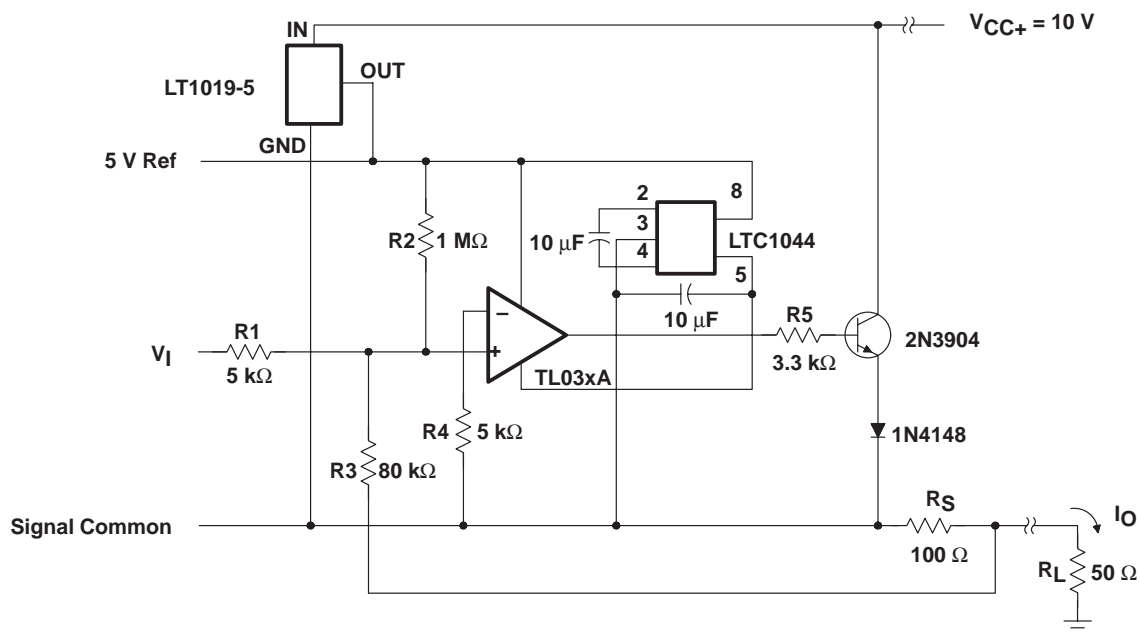 IN
V_CC+ = 10 V
LT1019-5
OUT
GND
5 V Ref
2
8
3
R2
1 MΩ
10 μF
LTC1044
4
5
R1
−
10 μF
R5
2N3904
V_I
+
5 kΩ
TL03xA
3.3 kΩ
R4
5 kΩ
1N4148
R3
80 kΩ
R_S
I_O
Signal Common
100 Ω
R_L
50 Ω